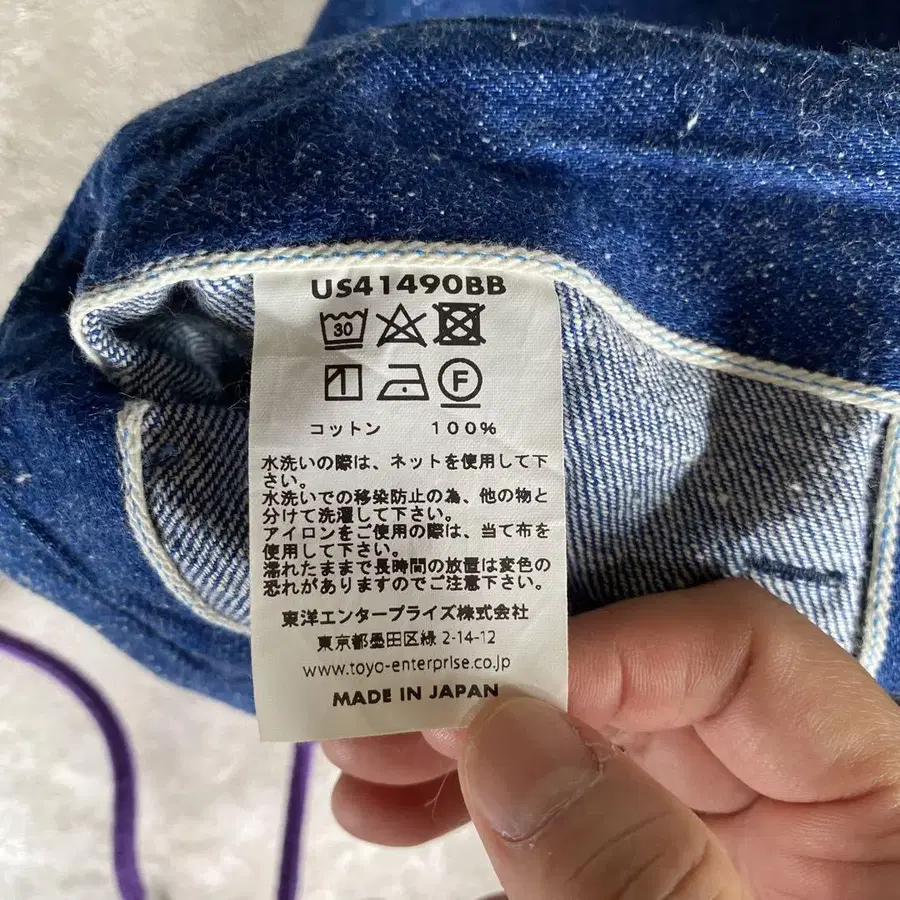 US41490BB
30
F
コットン 100%
水洗いの際は、ネットを使用して下
さい。
水洗いでの移染防止の為、他の物と
分けて洗濯して下さい。
アイロンをご使用の際は、当て布を
使用して下さい。
濡れたままで長時間の放置は変色の
恐れがありますのでご注意下さい。
東洋エンタープライズ株式会社
東京都墨田区緑 2-14-12
www.toyo-enterprise.co.jp
MADE IN JAPAN